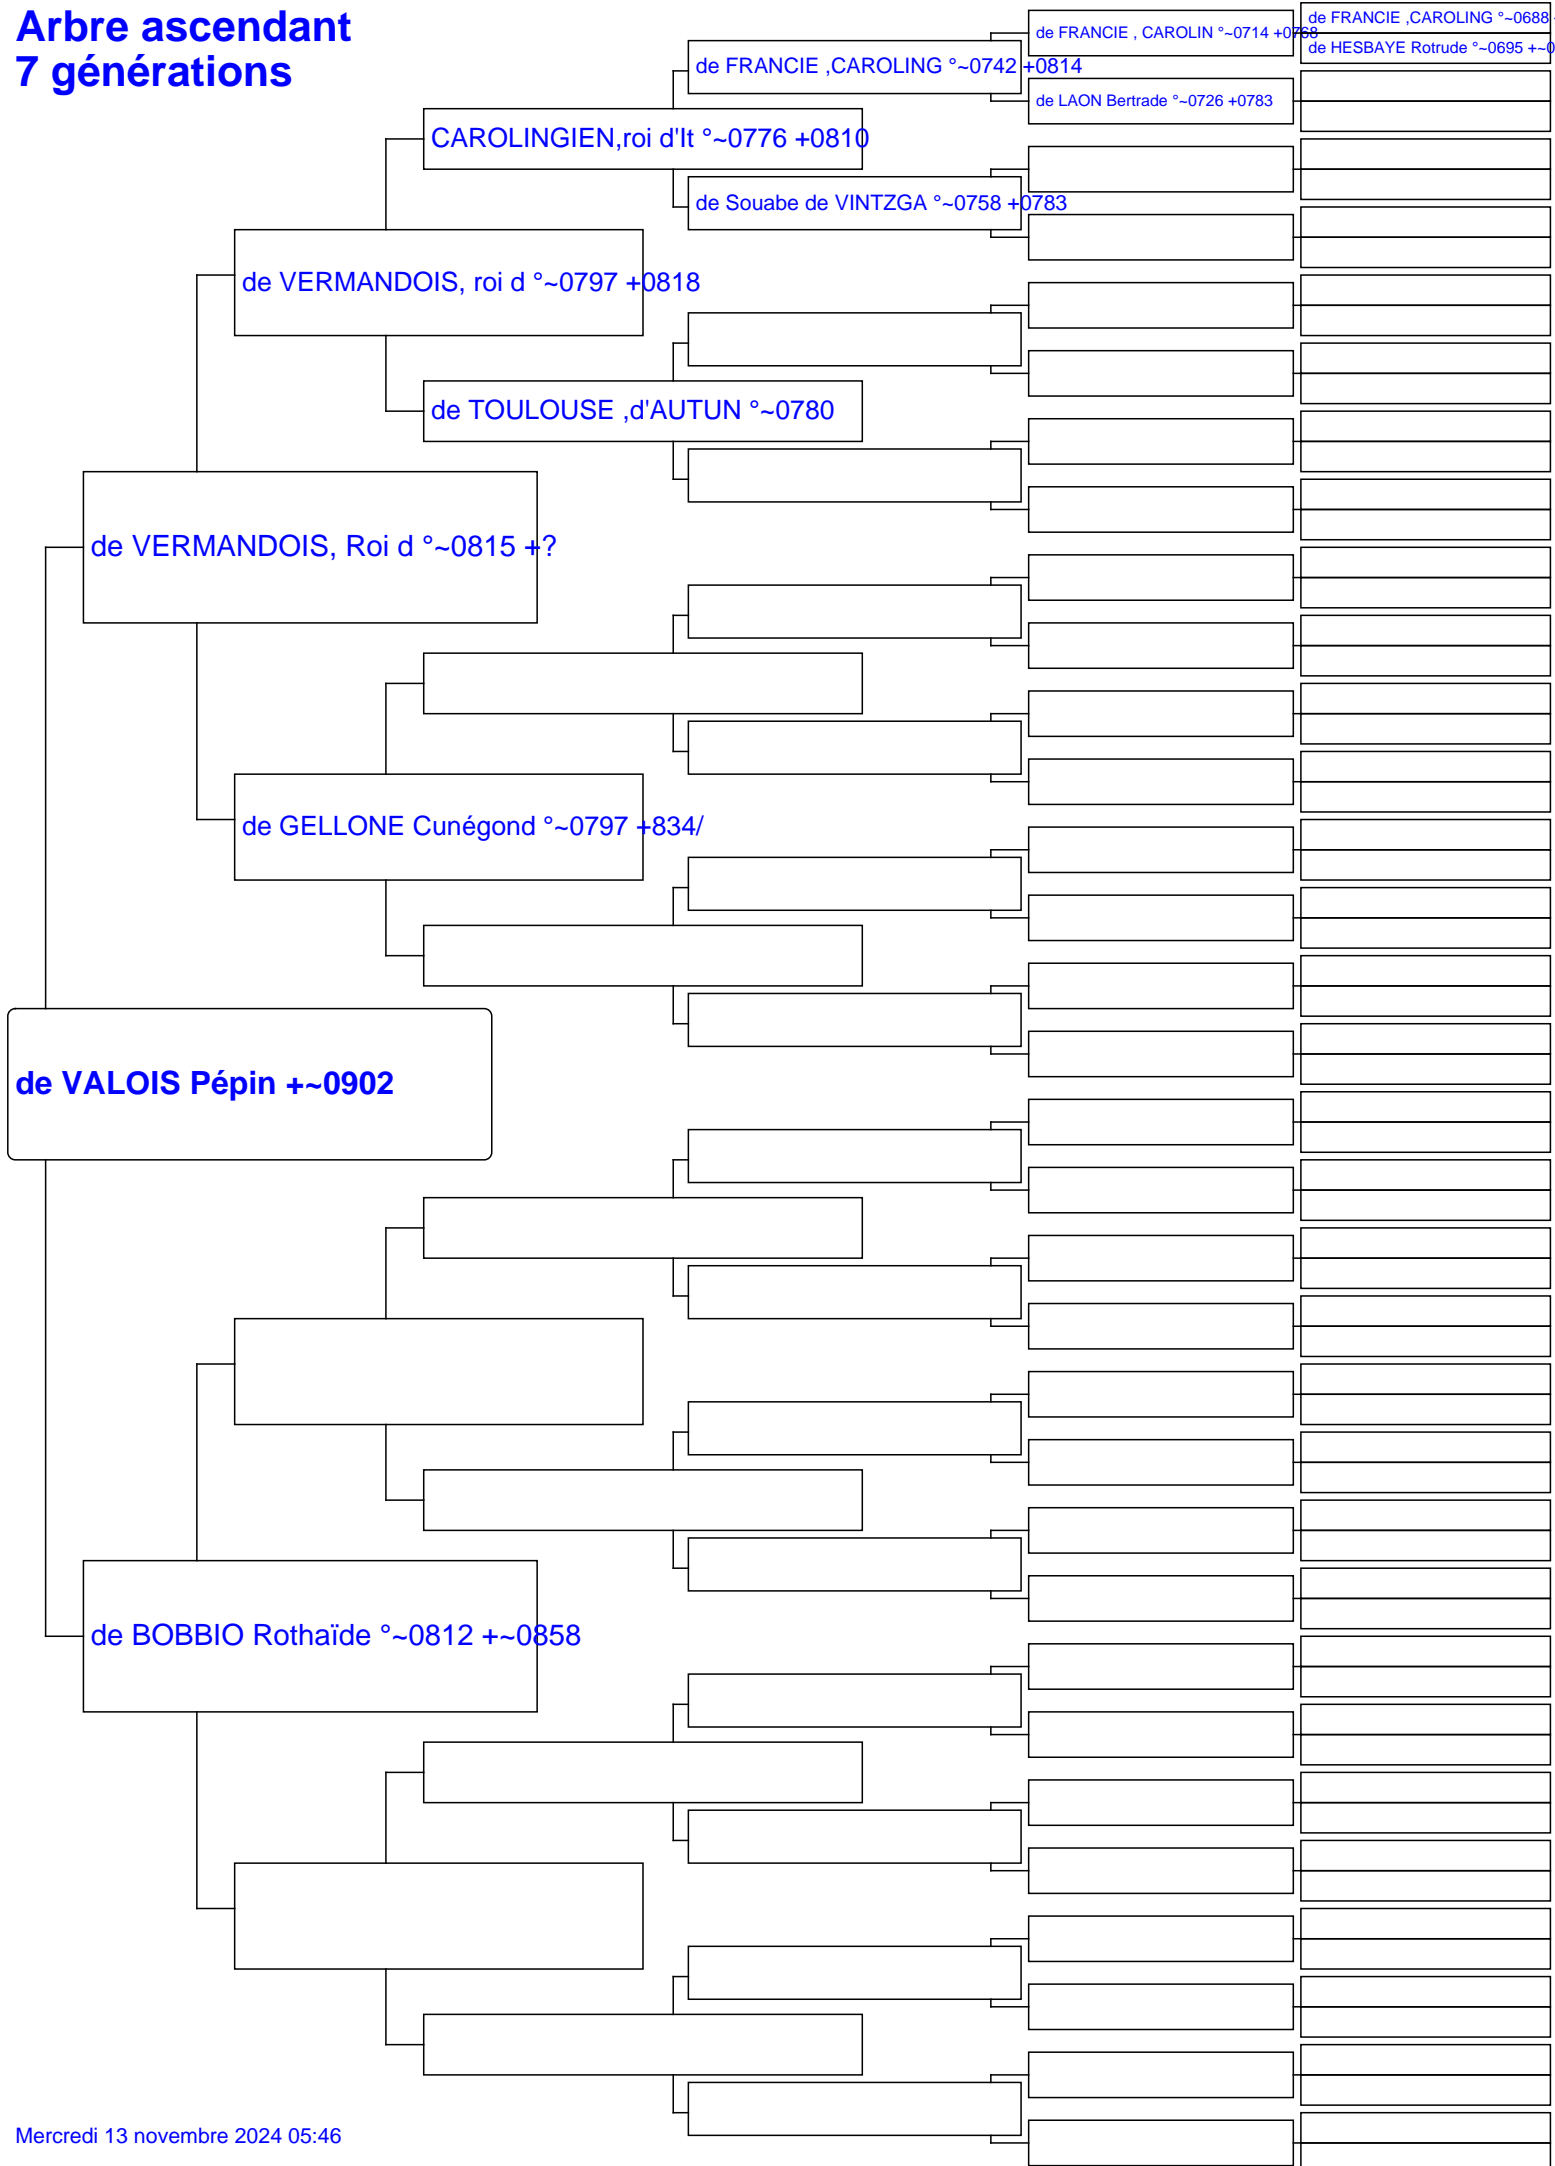 Arbre ascendant
7 générations
de FRANCIE ,CAROLING °~0688
de FRANCIE , CAROLIN °~0714 +0768
de HESBAYE Rotrude °~0695 +~0
de FRANCIE ,CAROLING °~0742 +0814
de LAON Bertrade °~0726 +0783
CAROLINGIEN,roi d'It °~0776 +0810
de Souabe de VINTZGA °~0758 +0783
de VERMANDOIS, roi d °~0797 +0818
de TOULOUSE ,d'AUTUN °~0780
de VERMANDOIS, Roi d °~0815 +?
de GELLONE Cunégond °~0797 +834/
de VALOIS Pépin +~0902
de BOBBIO Rothaïde °~0812 +~0858
Mercredi 13 novembre 2024 05:46